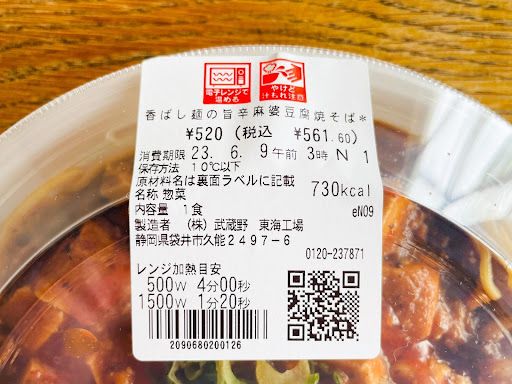 電子レンジで
温める
やけど
汁もれ注意
香ばし麺の旨辛麻婆豆腐焼そば*
¥520 (税込 ¥561.60)
消費期限 23. 6. 9午前 3時 N 1
保存方法 10℃以下
原材料名は裏面ラベルに記載
名称 惣菜 730kcal
内容量 1食 eN09
製造者 (株) 武蔵野 東海工場
静岡県袋井市久能2497-6
0120-237871
レンジ加熱目安
500W 4分00秒
1500W 1分20秒
2090680200126